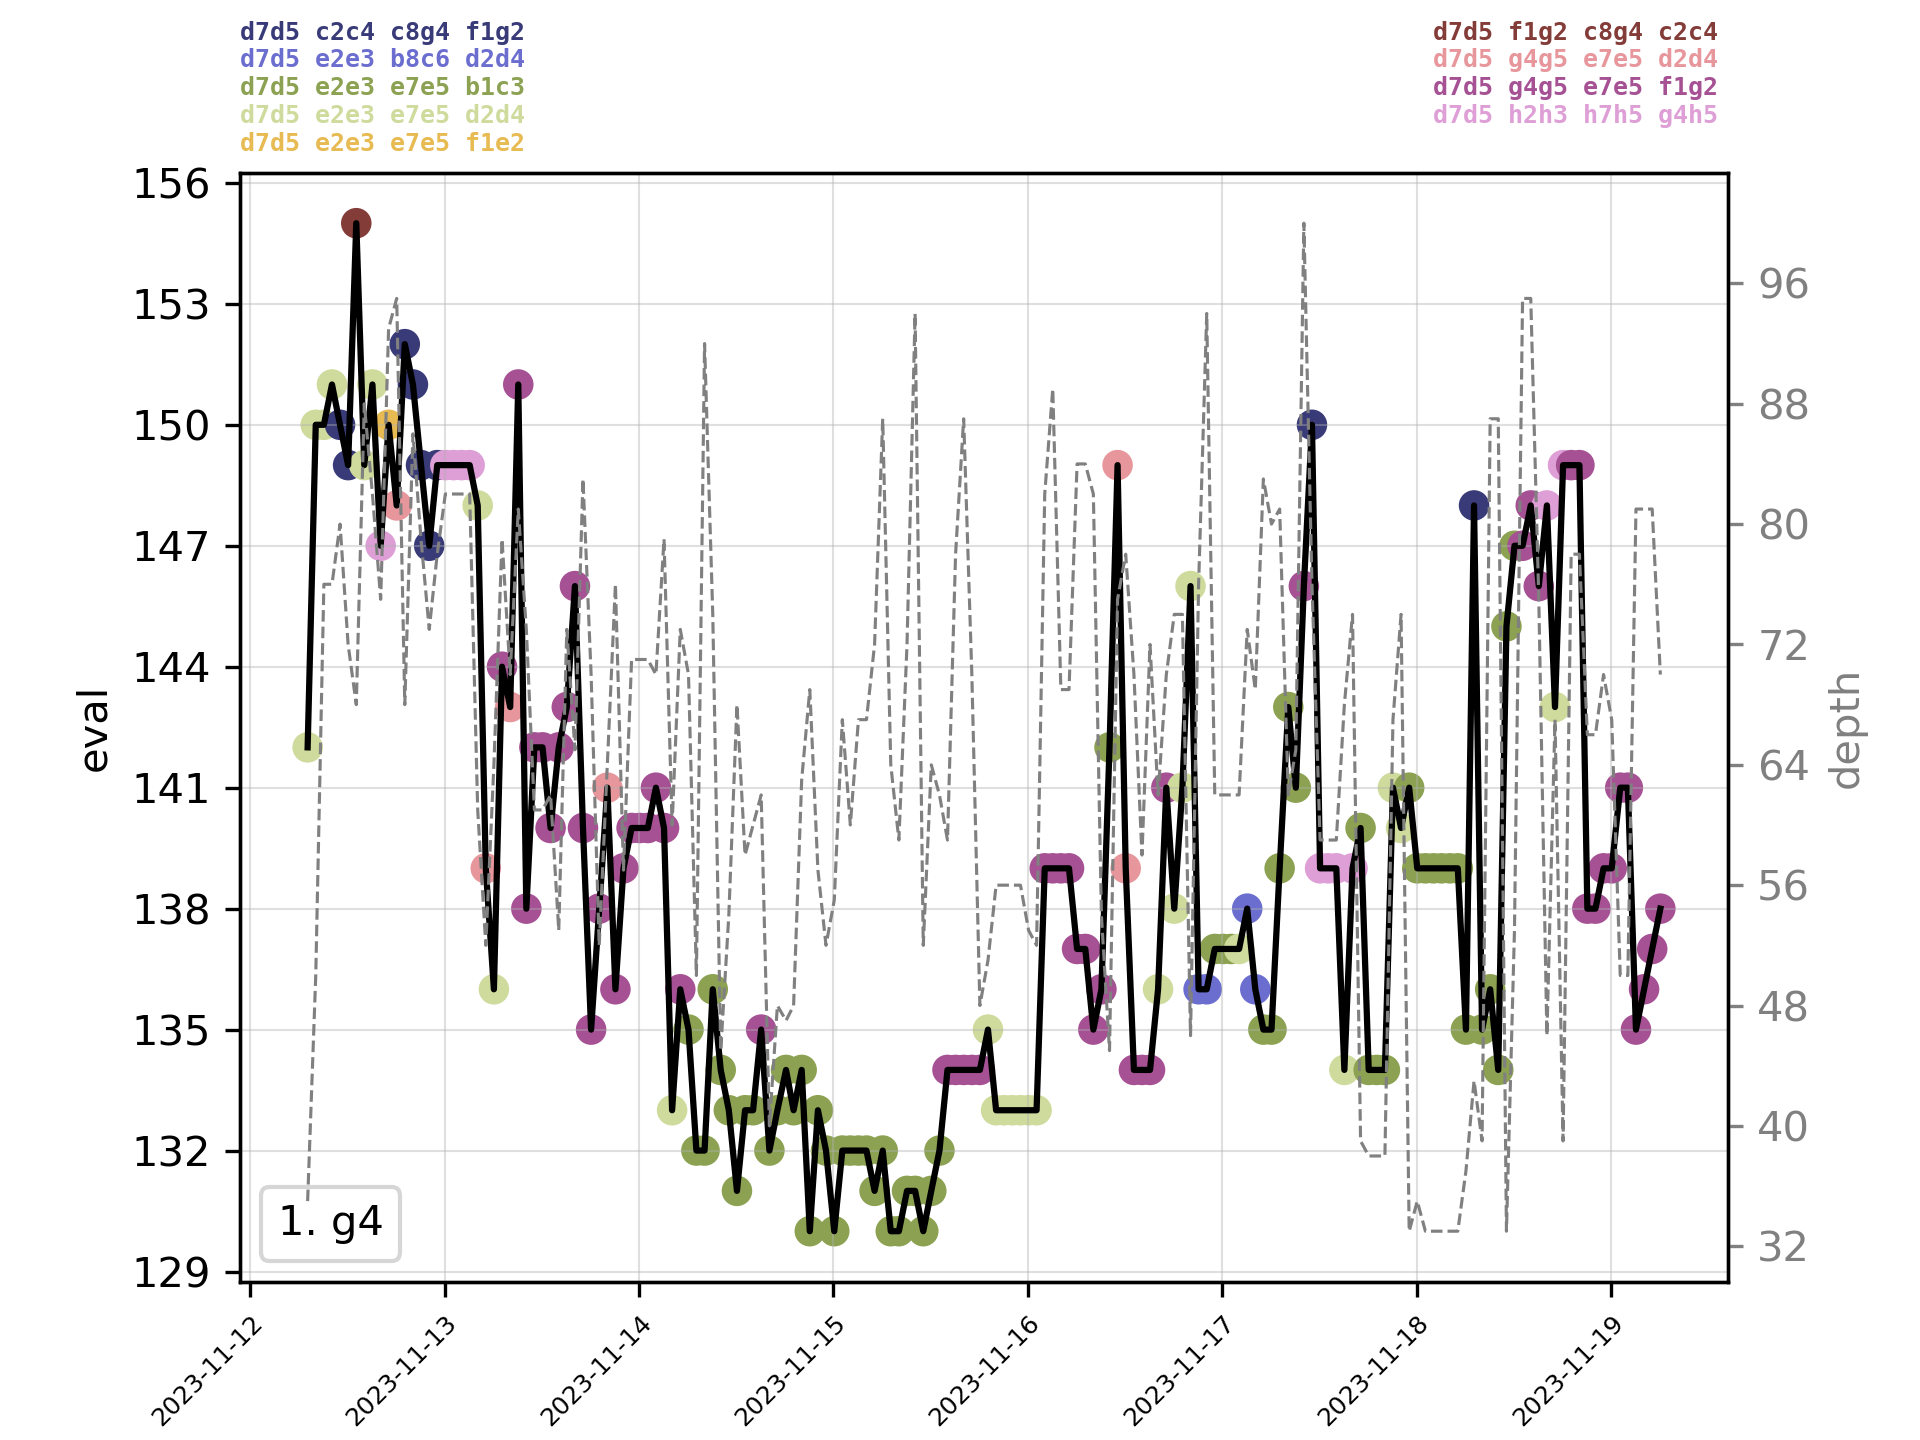 d7d5 c2c4 c8g4 f1g2
d7d5 e2e3 b8c6 d2d4
d7d5 e2e3 e7e5 b1c3
d7d5 e2e3 e7e5 d2d4
d7d5 e2e3 e7e5 f1e2
d7d5 f1g2 c8g4 c2c4
d7d5 g4g5 e7e5 d2d4
d7d5 g4g5 e7e5 f1g2
d7d5 h2h3 h7h5 g4h5
156
153
150
147
144
141
138
135
132
129
eval
1. g4
96
88
80
72
64
56
48
40
32
depth
2023-11-12
2023-11-13
2023-11-14
2023-11-15
2023-11-16
2023-11-17
2023-11-18
2023-11-19